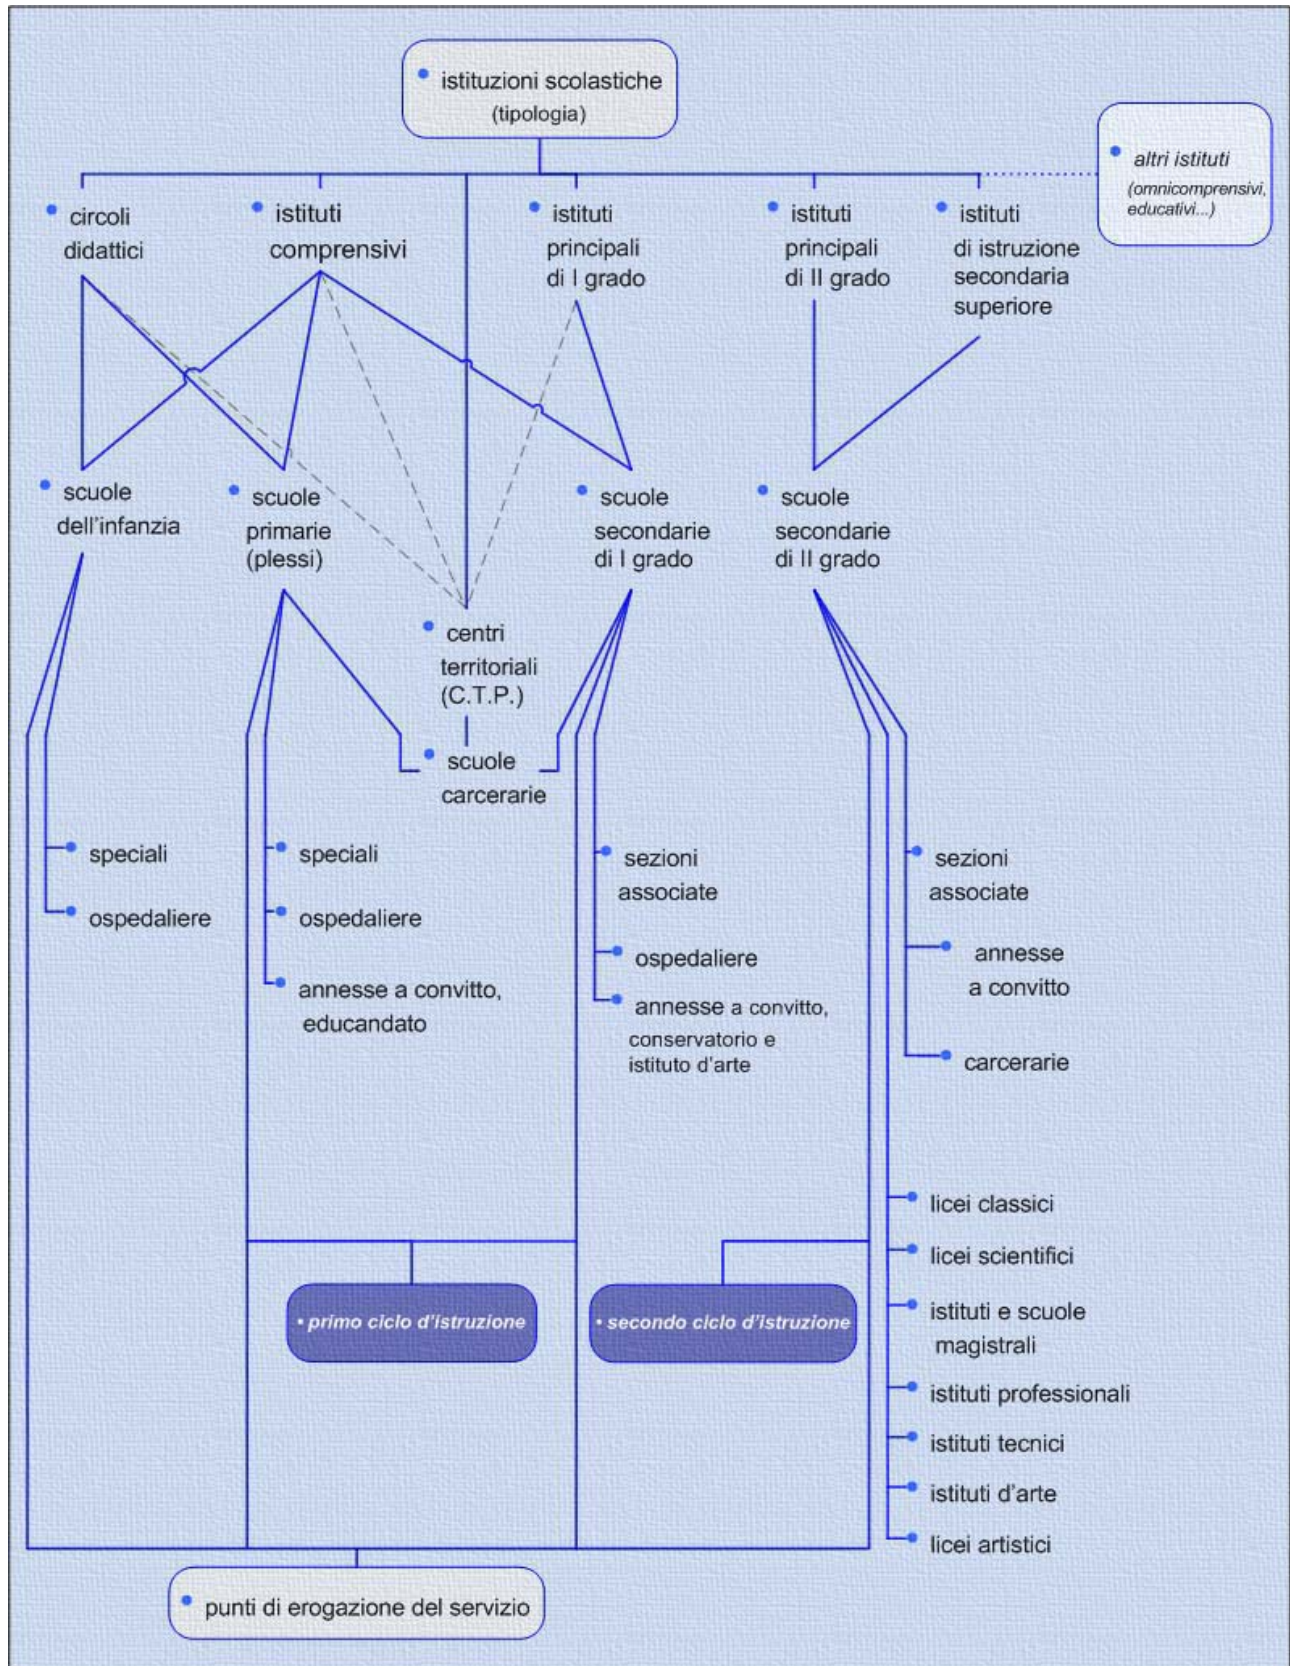 istituzioni scolastiche
(tipologia)
altri istituti
(omnicomprensivi,
educativi...)
circoli
didattici
istituti
comprensivi
istituti
principali
di I grado
istituti
principali
di II grado
istituti
di istruzione
secondaria
superiore
scuole
dell'infanzia
scuole
primarie
(plessi)
scuole
secondarie
di I grado
scuole
secondarie
di II grado
centri
territoriali
(C.T.P.)
scuole
carcerarie
speciali
ospedaliere
speciali
ospedaliere
annesse a convitto,
educandato
sezioni
associate
ospedaliere
annesse a convitto,
conservatorio e
istituto d'arte
sezioni
associate
annesse
a convitto
carcerarie
licei classici
licei scientifici
istituti e scuole
magistrali
istituti professionali
istituti tecnici
istituti d'arte
licei artistici
• primo ciclo d'istruzione
• secondo ciclo d'istruzione
punti di erogazione del servizio